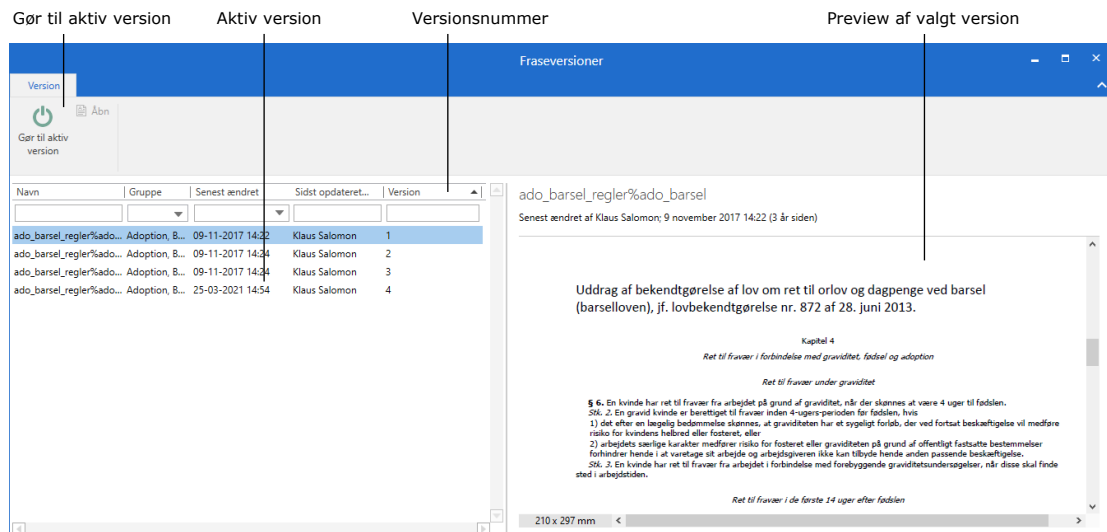 Gør til aktiv version Aktiv version Versionsnummer Preview af valgt version
Fraseversioner
Version
Åbn
Gør til aktiv
version
Navn Gruppe Senest ændret Sidst opdateret... Version
ado_barsel_regler%ado... Adoption, B... 09-11-2017 14:22 Klaus Salomon 1
ado_barsel_regler%ado... Adoption, B... 09-11-2017 14:24 Klaus Salomon 2
ado_barsel_regler%ado... Adoption, B... 09-11-2017 14:24 Klaus Salomon 3
ado_barsel_regler%ado... Adoption, B... 25-03-2021 14:54 Klaus Salomon 4
ado_barsel_regler%ado_barsel
Senest ændret af Klaus Salomon; 9 november 2017 14:22 (3 år siden)
Uddrag af bekendtgørelse af lov om ret til orlov og dagpenge ved barsel
(barselloven), jf. lovbekendtgørelse nr. 872 af 28. juni 2013.
Kapitel 4
Ret til fravær i forbindelse med graviditet, fødsel og adoption
Ret til fravær under graviditet
§ 6. En kvinde har ret til fravær fra arbejdet på grund af graviditet, når der skønnes at være 4 uger til fødslen.
Stk. 2. En gravid kvinde er berettiget til fravær inden 4-ugers-perioden før fødslen, hvis
1) det efter en lægelig bedømmelse skønnes, at graviditeten har et sygeligt forløb, der ved fortsat beskæftigelse vil medføre
risiko for kvindens helbred eller fosteret, eller
2) arbejdets særlige karakter medfører risiko for fosteret eller graviditeten på grund af offentligt fastsatte bestemmelser
forhindrer hende i at varetage sit arbejde og arbejdsgiveren ikke kan tilbyde hende anden passende beskæftigelse.
Stk. 3. En kvinde har ret til fravær fra arbejdet i forbindelse med forebyggende graviditetsundersøgelser, når disse skal finde
sted i arbejdstiden.
Ret til fravær i de første 14 uger efter fødslen
210 x 297 mm